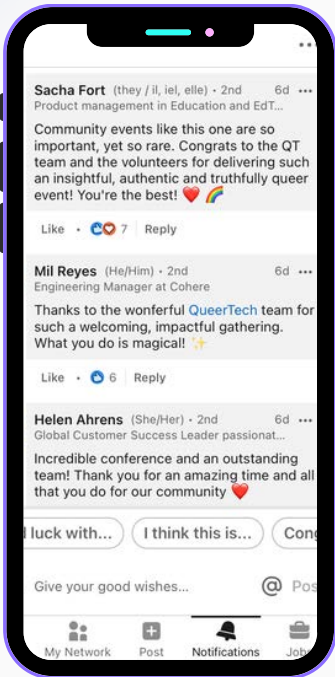 Sacha Fort (they / il, iel, elle) • 2nd 6d •••
Product management in Education and EdT...
Community events like this one are so
important, yet so rare. Congrats to the QT
team and the volunteers for delivering such
an insightful, authentic and truthfully queer
event! You're the best! ❤️ 🌈
Like • 7 | Reply
Mil Reyes (He/Him) • 2nd 6d •••
Engineering Manager at Cohere
Thanks to the wonferful QueerTech team for
such a welcoming, impactful gathering.
What you do is magical! ✨
Like • 6 | Reply
Helen Ahrens (She/Her) • 2nd 6d •••
Global Customer Success Leader passionat...
Incredible conference and an outstanding
team! Thank you for an amazing time and all
that you do for our community ❤️
luck with... I think this is... Con
Give your good wishes... @ Pos
My Network Post Notifications Jobs